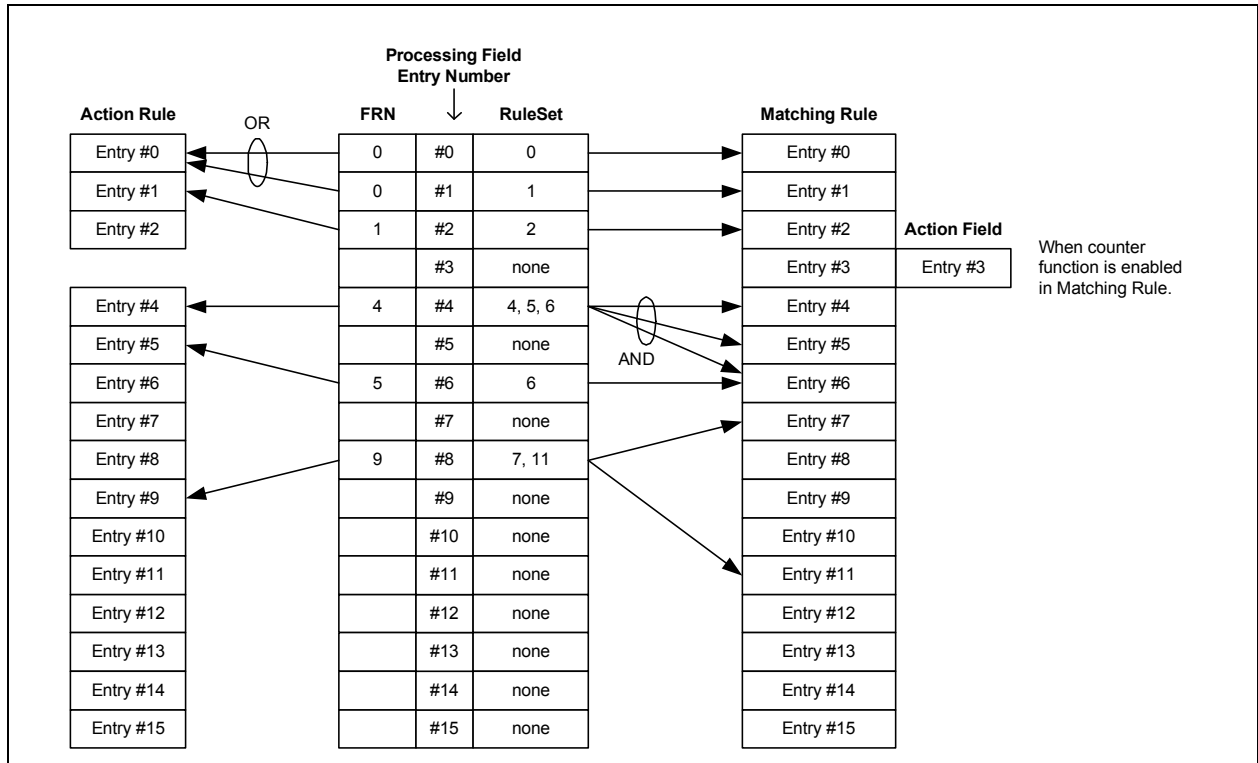 Processing Field
Entry Number
Action Rule
OR
FRN
RuleSet
Matching Rule
Entry #0
0
#0
0
Entry #0
Entry #1
0
#1
1
Entry #1
Entry #2
1
#2
2
Entry #2
Action Field
#3
none
Entry #3
Entry #3
When counter
function is enabled
in Matching Rule.
Entry #4
4
#4
4, 5, 6
Entry #4
Entry #5
#5
none
AND
Entry #5
Entry #6
5
#6
6
Entry #6
Entry #7
#7
none
Entry #7
Entry #8
9
#8
7, 11
Entry #8
Entry #9
#9
none
Entry #9
Entry #10
#10
none
Entry #10
Entry #11
#11
none
Entry #11
Entry #12
#12
none
Entry #12
Entry #13
#13
none
Entry #13
Entry #14
#14
none
Entry #14
Entry #15
#15
none
Entry #15